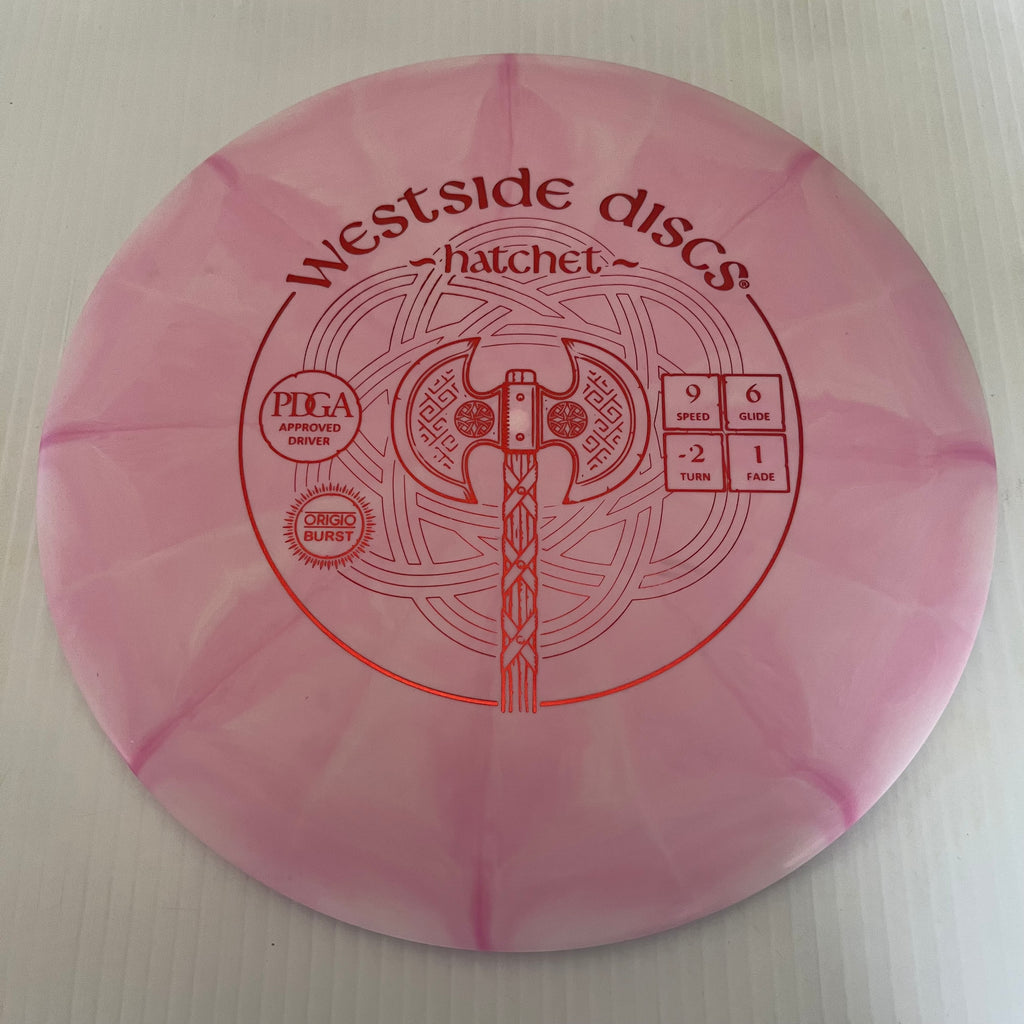 westside discs®
~hatchet~
PDGA
APPROVED
DRIVER
ORIGIO
BURST
9
SPEED
6
GLIDE
-2
TURN
1
FADE